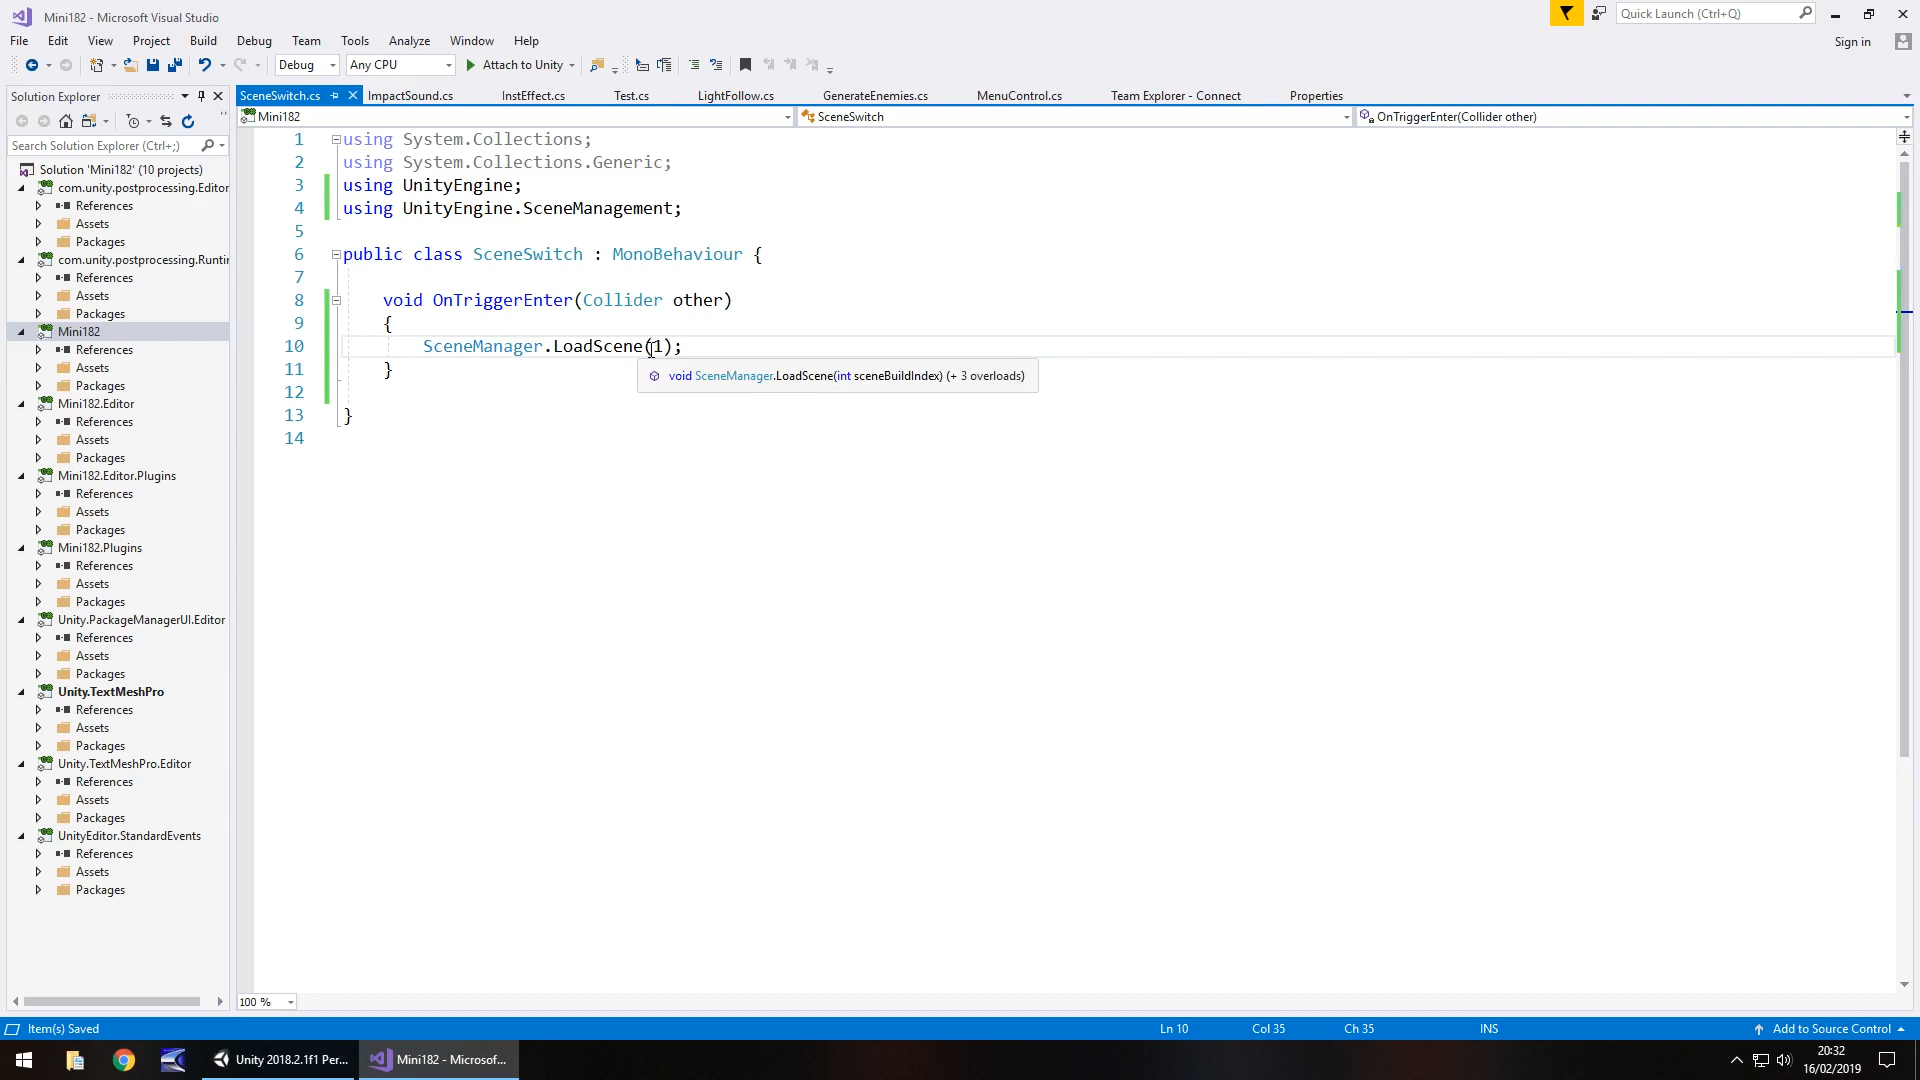 Mini182 - Microsoft Visual Studio
Quick Launch (Ctrl+Q)
File Edit View Project Build Debug Team Tools Analyze Window Help
Sign in
Debug Any CPU Attach to Unity
Solution Explorer
SceneSwitch.cs ImpactSound.cs InstEffect.cs Test.cs LightFollow.cs GenerateEnemies.cs MenuControl.cs Team Explorer - Connect Properties
Mini182 SceneSwitch OnTriggerEnter(Collider other)
Search Solution Explorer (Ctrl+;)
Solution 'Mini182' (10 projects)
com.unity.postprocessing.Editor
References
Assets
Packages
com.unity.postprocessing.Runtir
References
Assets
Packages
Mini182
References
Assets
Packages
Mini182.Editor
References
Assets
Packages
Mini182.Editor.Plugins
References
Assets
Packages
Mini182.Plugins
References
Assets
Packages
Unity.PackageManagerUI.Editor
References
Assets
Packages
Unity.TextMeshPro
References
Assets
Packages
Unity.TextMeshPro.Editor
References
Assets
Packages
UnityEditor.StandardEvents
References
Assets
Packages
1 using System.Collections;
2 using System.Collections.Generic;
3 using UnityEngine;
4 using UnityEngine.SceneManagement;
5
6 public class SceneSwitch : MonoBehaviour {
7
8 void OnTriggerEnter(Collider other)
9 {
10 SceneManager.LoadScene(1);
void SceneManager.LoadScene(int sceneBuildIndex) (+ 3 overloads)
11 }
12
13 }
14
100 %
Item(s) Saved Ln 10 Col 35 Ch 35 INS Add to Source Control
Unity 2018.2.1f1 Per... Mini182 - Microsof...
20:32
16/02/2019